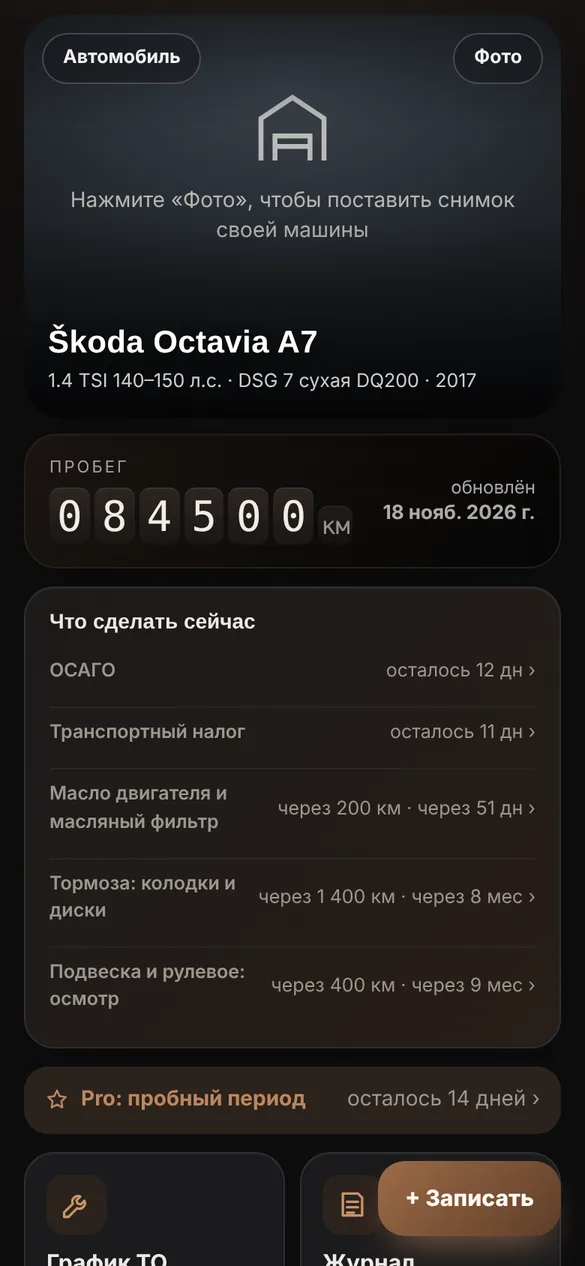 Автомобиль
Фото
Нажмите «Фото», чтобы поставить снимок
своей машины
Škoda Octavia A7
1.4 TSI 140–150 л.с. · DSG 7 сухая DQ200 · 2017
ПРОБЕГ
084500 КМ
обновлён
18 нояб. 2026 г.
Что сделать сейчас
ОСАГО
осталось 12 дн ›
Транспортный налог
осталось 11 дн ›
Масло двигателя и
масляный фильтр
через 200 км · через 51 дн ›
Тормоза: колодки и
диски
через 1 400 км · через 8 мес ›
Подвеска и рулевое:
осмотр
через 400 км · через 9 мес ›
Pro: пробный период
осталось 14 дней ›
+ Записать
График ТО
Журнал